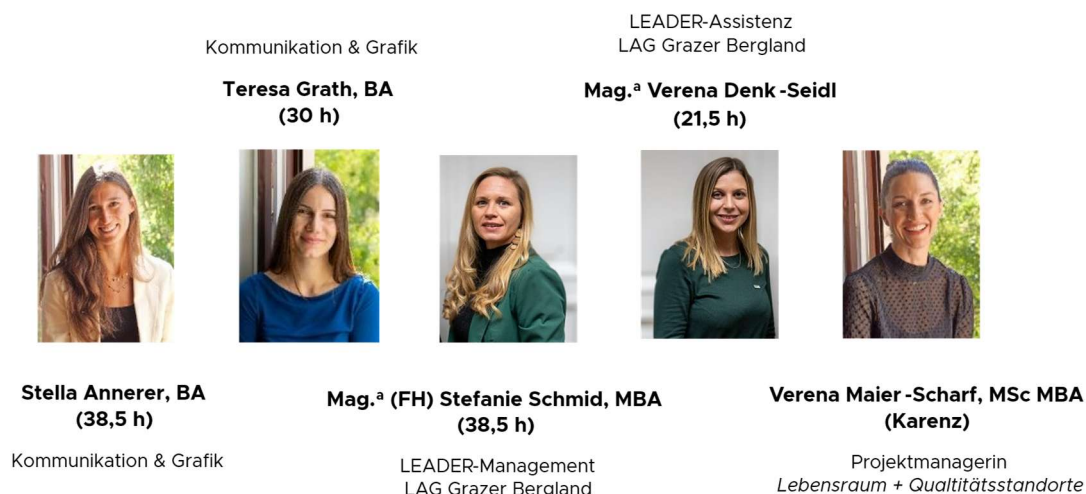 Kommunikation & Grafik
Teresa Grath, BA
(30 h)
LEADER-Assistenz
LAG Grazer Bergland
Mag.ª Verena Denk-Seidl
(21,5 h)
Stella Annerer, BA
(38,5 h)
Kommunikation & Grafik
Mag.ª (FH) Stefanie Schmid, MBA
(38,5 h)
LEADER-Management
LAG Grazer Bergland
Verena Maier-Scharf, MSc MBA
(Karenz)
Projektmanagerin
Lebensraum + Qualtitätsstandorte